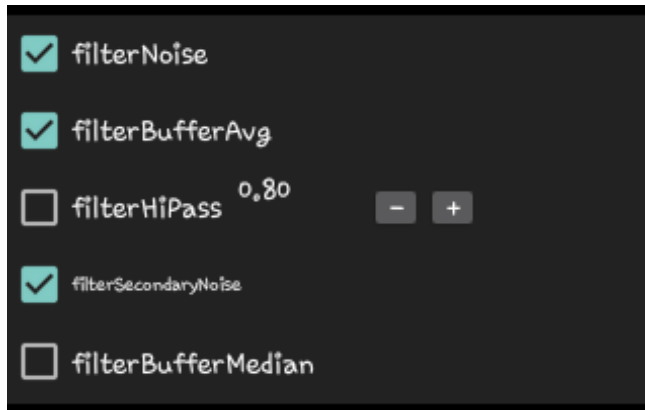 filterNoise
filterBufferAvg
filterHiPass 0.80 - +
filterSecondaryNoise
filterBufferMedian